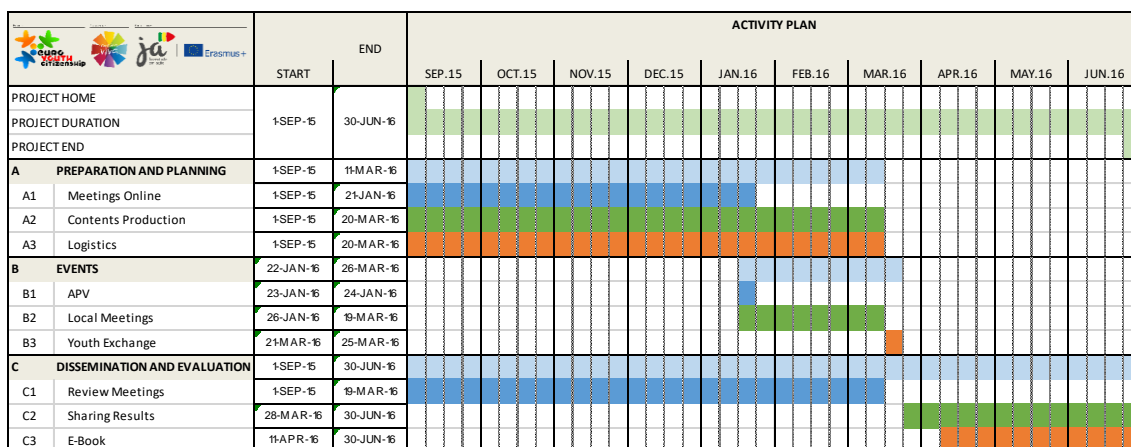 EURO
YOUTH
citizenship
ja
Erasmus+
ACTIVITY PLAN
START
END
SEP.15 OCT.15 NOV.15 DEC.15 JAN.16 FEB.16 MAR.16 APR.16 MAY.16 JUN.16
PROJECT HOME
PROJECT DURATION 1-SEP-15 30-JUN-16
PROJECT END
A PREPARATION AND PLANNING 1-SEP-15 11-MAR-16
A1 Meetings Online 1-SEP-15 21-JAN-16
A2 Contents Production 1-SEP-15 20-MAR-16
A3 Logistics 1-SEP-15 20-MAR-16
B EVENTS 22-JAN-16 26-MAR-16
B1 APV 23-JAN-16 24-JAN-16
B2 Local Meetings 26-JAN-16 19-MAR-16
B3 Youth Exchange 21-MAR-16 25-MAR-16
C DISSEMINATION AND EVALUATION 1-SEP-15 30-JUN-16
C1 Review Meetings 1-SEP-15 19-MAR-16
C2 Sharing Results 28-MAR-16 30-JUN-16
C3 E-Book 11-APR-16 30-JUN-16